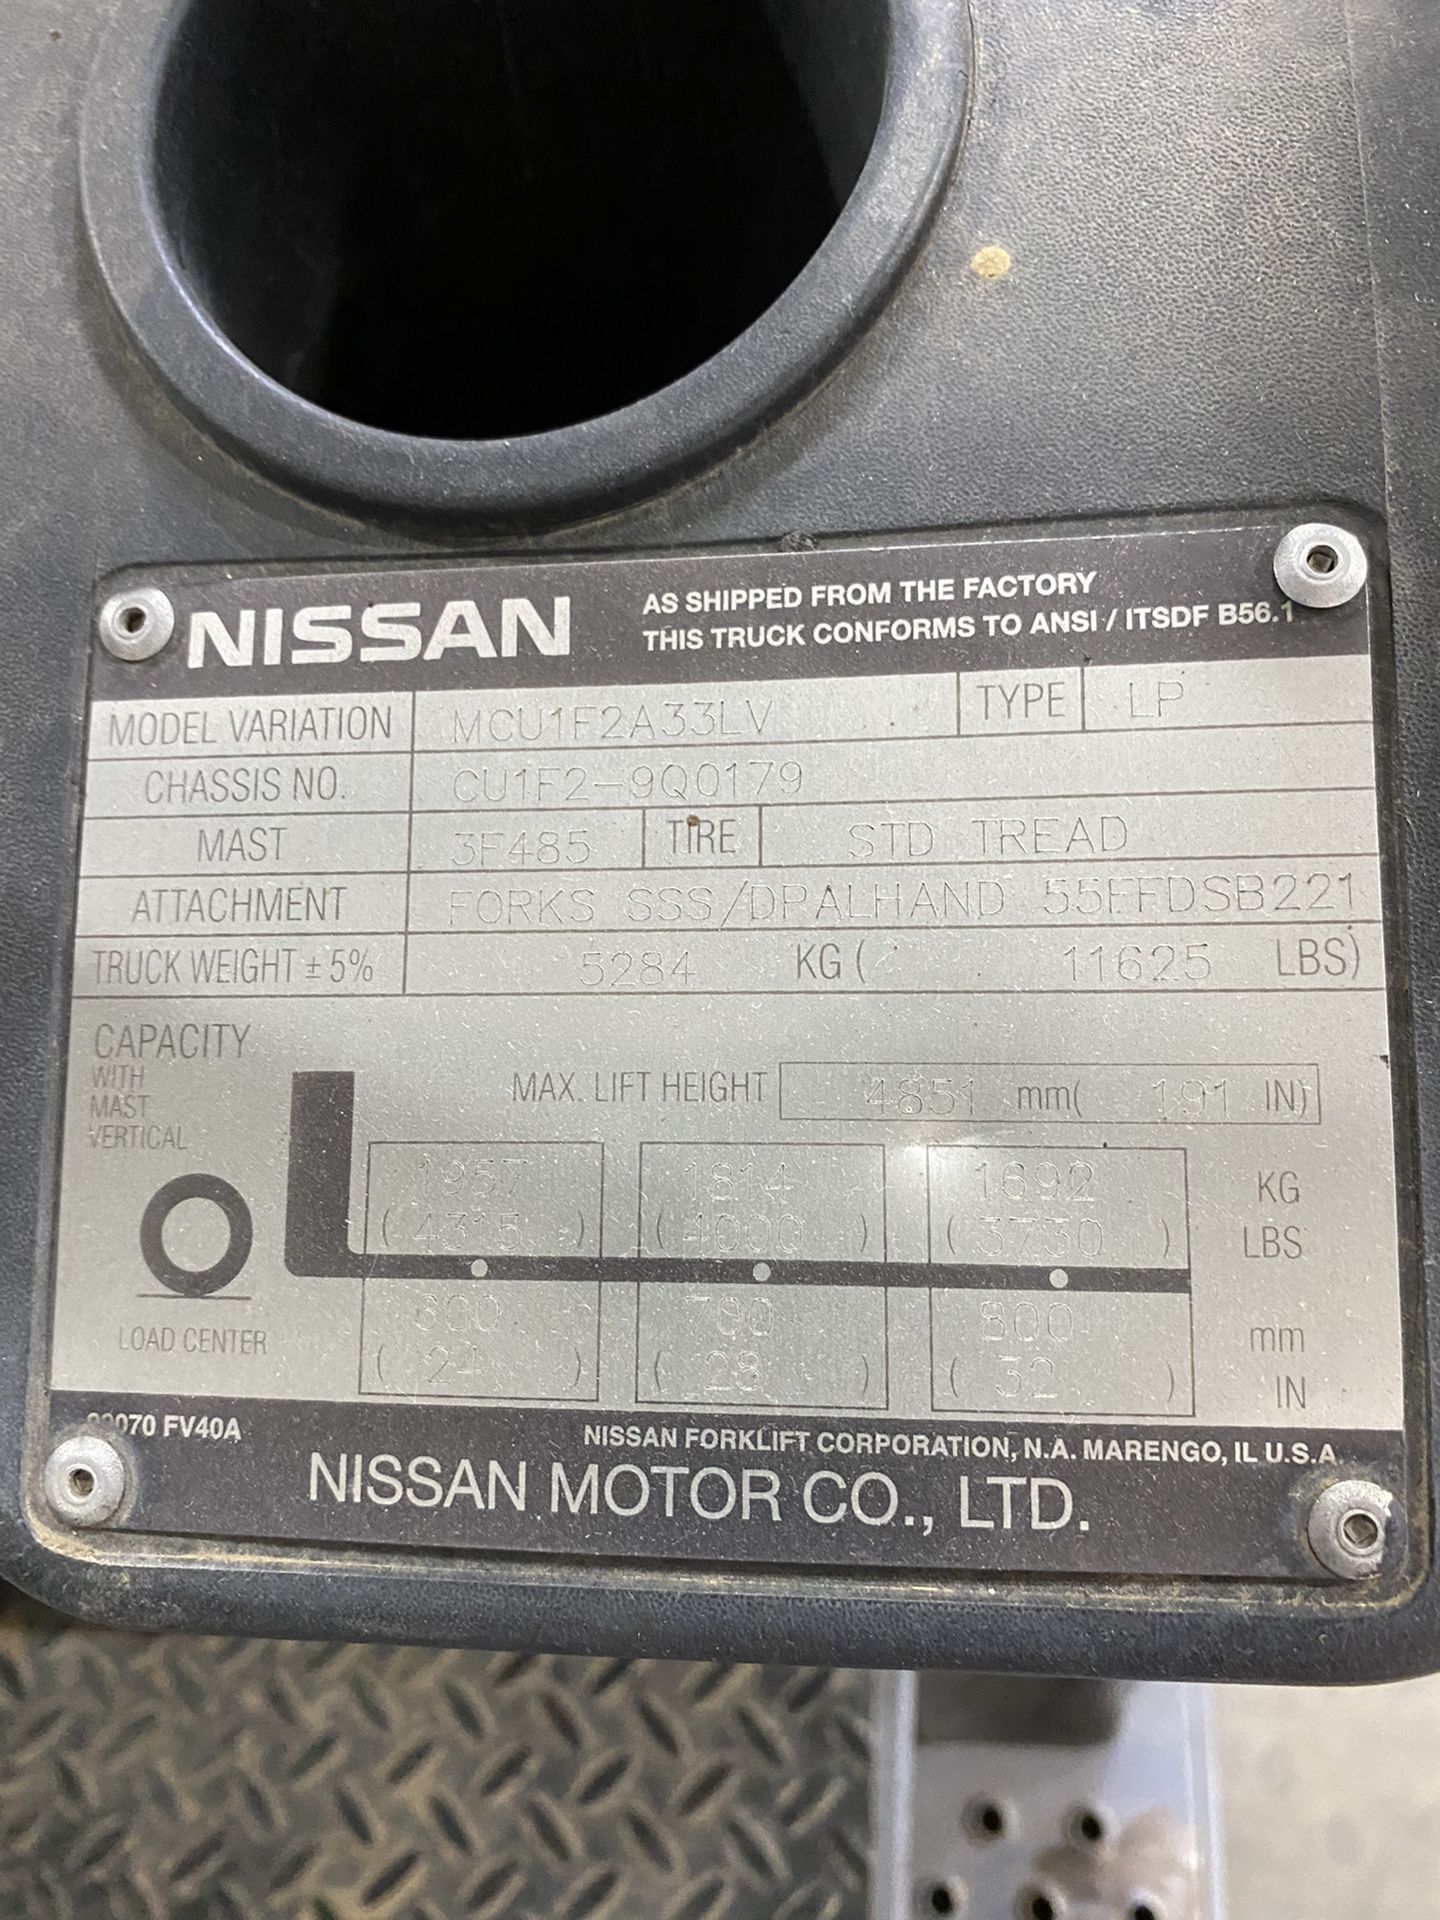 NISSAN
AS SHIPPED FROM THE FACTORY
THIS TRUCK CONFORMS TO ANSI / ITSDF B56.1
MODEL VARIATION MCU1F2A33LV TYPE LP
CHASSIS NO. CU1F2-9Q0179
MAST 3F485 TIRE STD TREAD
ATTACHMENT FORKS SSS/DPALHAND 55FFDSB221
TRUCK WEIGHT ± 5% 5284 KG ( 11625 LBS)
CAPACITY
WITH
MAST
VERTICAL
MAX. LIFT HEIGHT 4851 mm( 191 IN)
1957 1814 1692 KG
( 4315 ) ( 4000 ) ( 3730 ) LBS
LOAD CENTER
600 700 800 mm
( 24 ) ( 28 ) ( 32 ) IN
FV40A
NISSAN FORKLIFT CORPORATION, N.A. MARENGO, IL U.S.A.
NISSAN MOTOR CO., LTD.